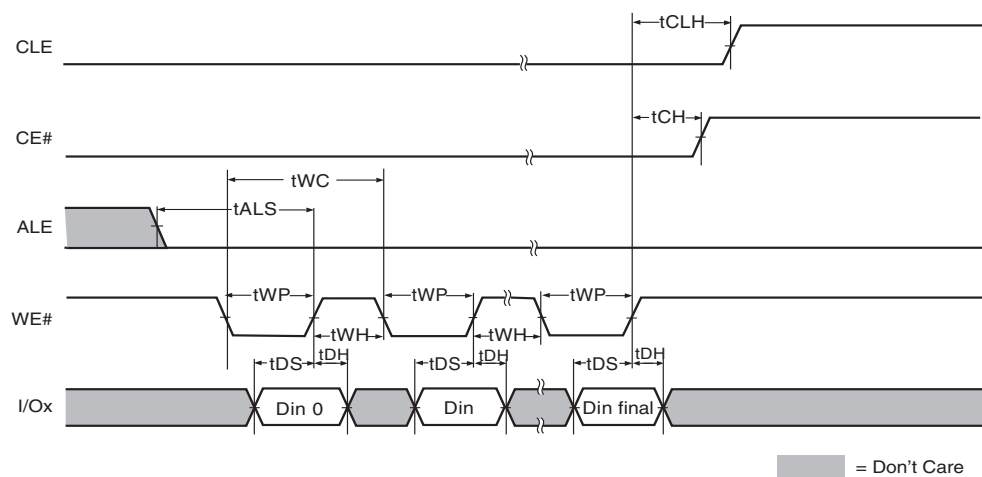 tCLH
CLE
tCH
CE#
tWC
tALS
ALE
tWP
tWP
tWP
WE#
tWH
tWH
tDS
tDH
tDS
tDH
tDS
tDH
I/Ox
Din 0
Din
Din final
= Don't Care